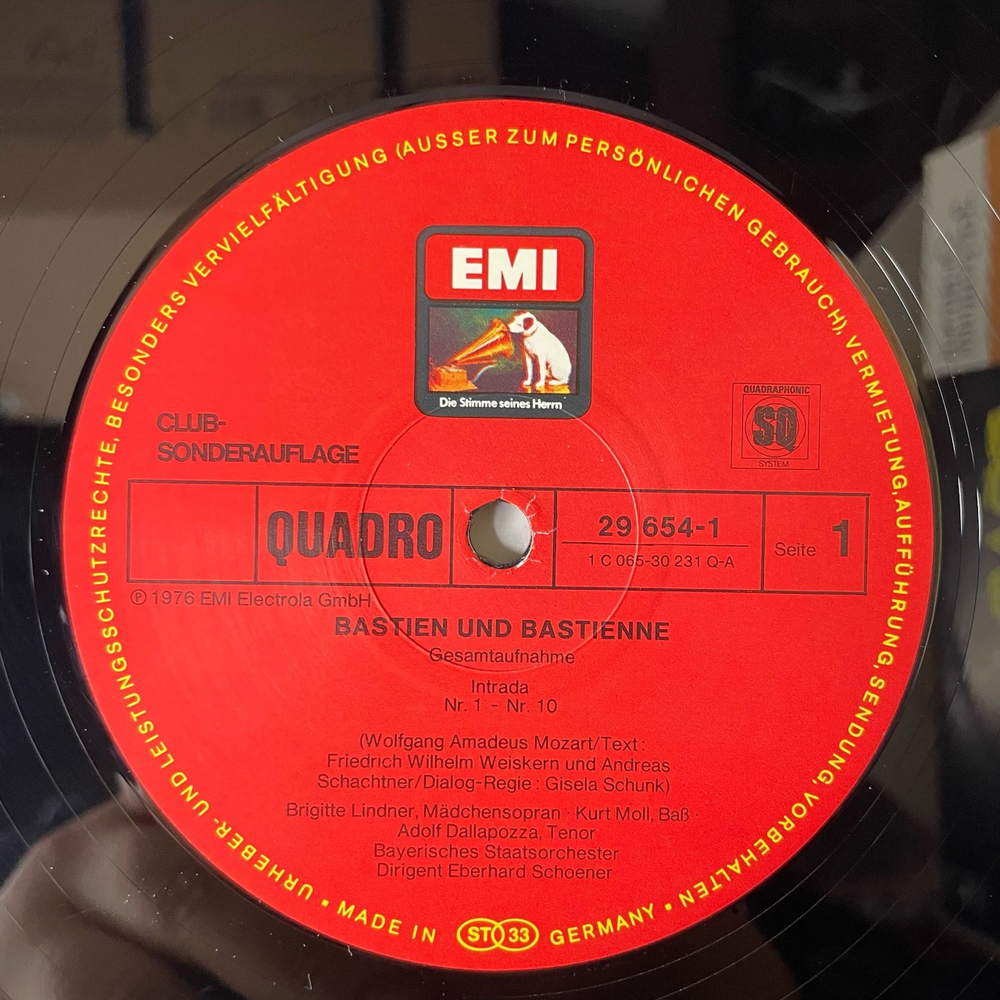 URHEBER- UND LEISTUNGSSCHUTZRECHTE, BESONDERS VERVIELFÄLTIGUNG (AUSSER ZUM PERSÖNLICHEN GEBRAUCH), VERMIETUNG, AUFFÜHRUNG, SENDUNG, VORBEHALTEN ▪
EMI
Die Stimme seines Herrn
QUADRAPHONIC
SQ
SYSTEM
CLUB-
SONDERAUFLAGE
QUADRO
29 654-1
1 C 065-30 231 Q-A
Seite 1
℗ 1976 EMI Electrola GmbH
BASTIEN UND BASTIENNE
Gesamtaufnahme
Intrada
Nr. 1 - Nr. 10
(Wolfgang Amadeus Mozart/Text :
Friedrich Wilhelm Weiskern und Andreas
Schachtner/Dialog-Regie : Gisela Schunk)
Brigitte Lindner, Mädchensopran · Kurt Moll, Baß ·
Adolf Dallapozza, Tenor
Bayerisches Staatsorchester
Dirigent Eberhard Schoener
▪ MADE IN ST 33 GERMANY ▪